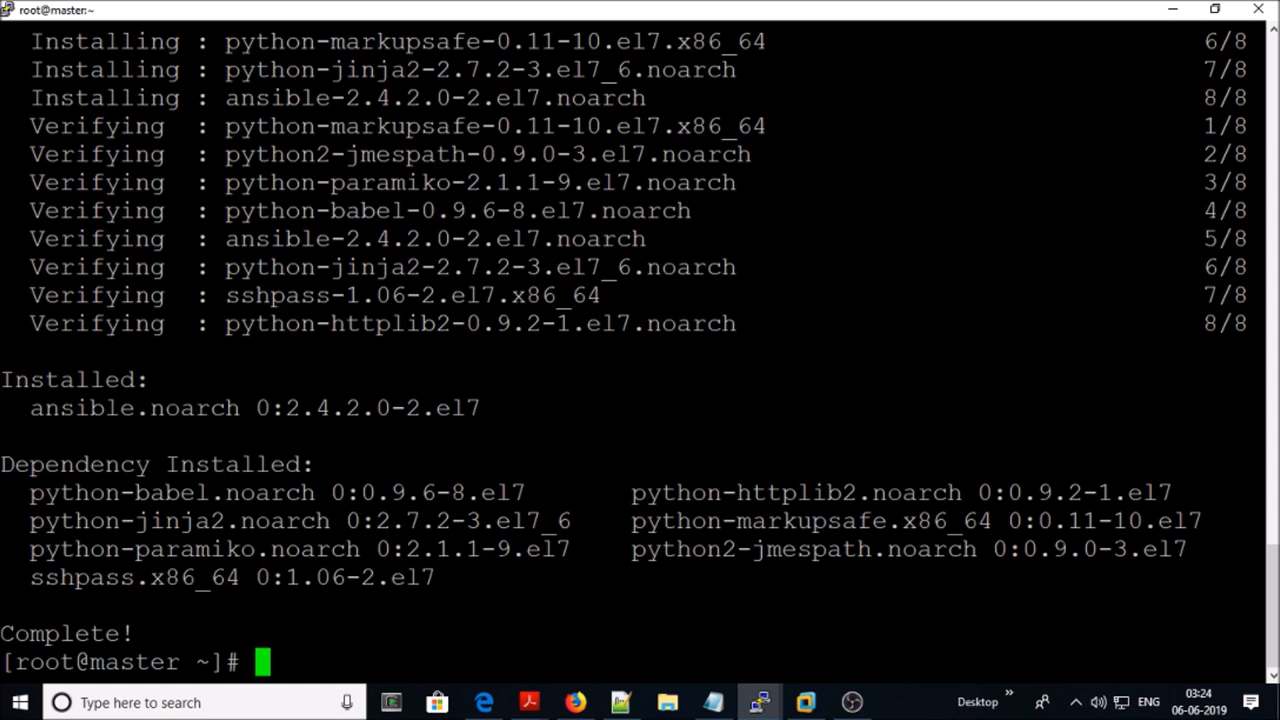 root@master:~
Installing : python-markupsafe-0.11-10.el7.x86_64 6/8
Installing : python-jinja2-2.7.2-3.el7_6.noarch 7/8
Installing : ansible-2.4.2.0-2.el7.noarch 8/8
Verifying : python-markupsafe-0.11-10.el7.x86_64 1/8
Verifying : python2-jmespath-0.9.0-3.el7.noarch 2/8
Verifying : python-paramiko-2.1.1-9.el7.noarch 3/8
Verifying : python-babel-0.9.6-8.el7.noarch 4/8
Verifying : ansible-2.4.2.0-2.el7.noarch 5/8
Verifying : python-jinja2-2.7.2-3.el7_6.noarch 6/8
Verifying : sshpass-1.06-2.el7.x86_64 7/8
Verifying : python-httplib2-0.9.2-1.el7.noarch 8/8
Installed:
ansible.noarch 0:2.4.2.0-2.el7
Dependency Installed:
python-babel.noarch 0:0.9.6-8.el7 python-httplib2.noarch 0:0.9.2-1.el7
python-jinja2.noarch 0:2.7.2-3.el7_6 python-markupsafe.x86_64 0:0.11-10.el7
python-paramiko.noarch 0:2.1.1-9.el7 python2-jmespath.noarch 0:0.9.0-3.el7
sshpass.x86_64 0:1.06-2.el7
Complete!
[root@master ~]#
Type here to search
Desktop
ENG
03:24
06-06-2019